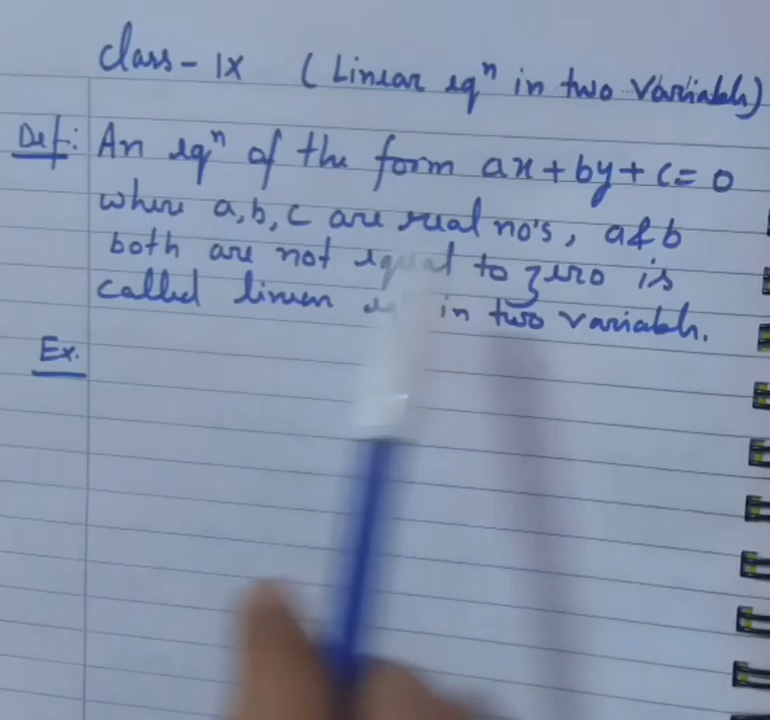 Class - IX (Linear eqⁿ in two Variable)
Def: An eqⁿ of the form ax + by + c = 0
where a, b, c are real no's, a & b
both are not equal to zero is
called linear in two variable.
Ex.